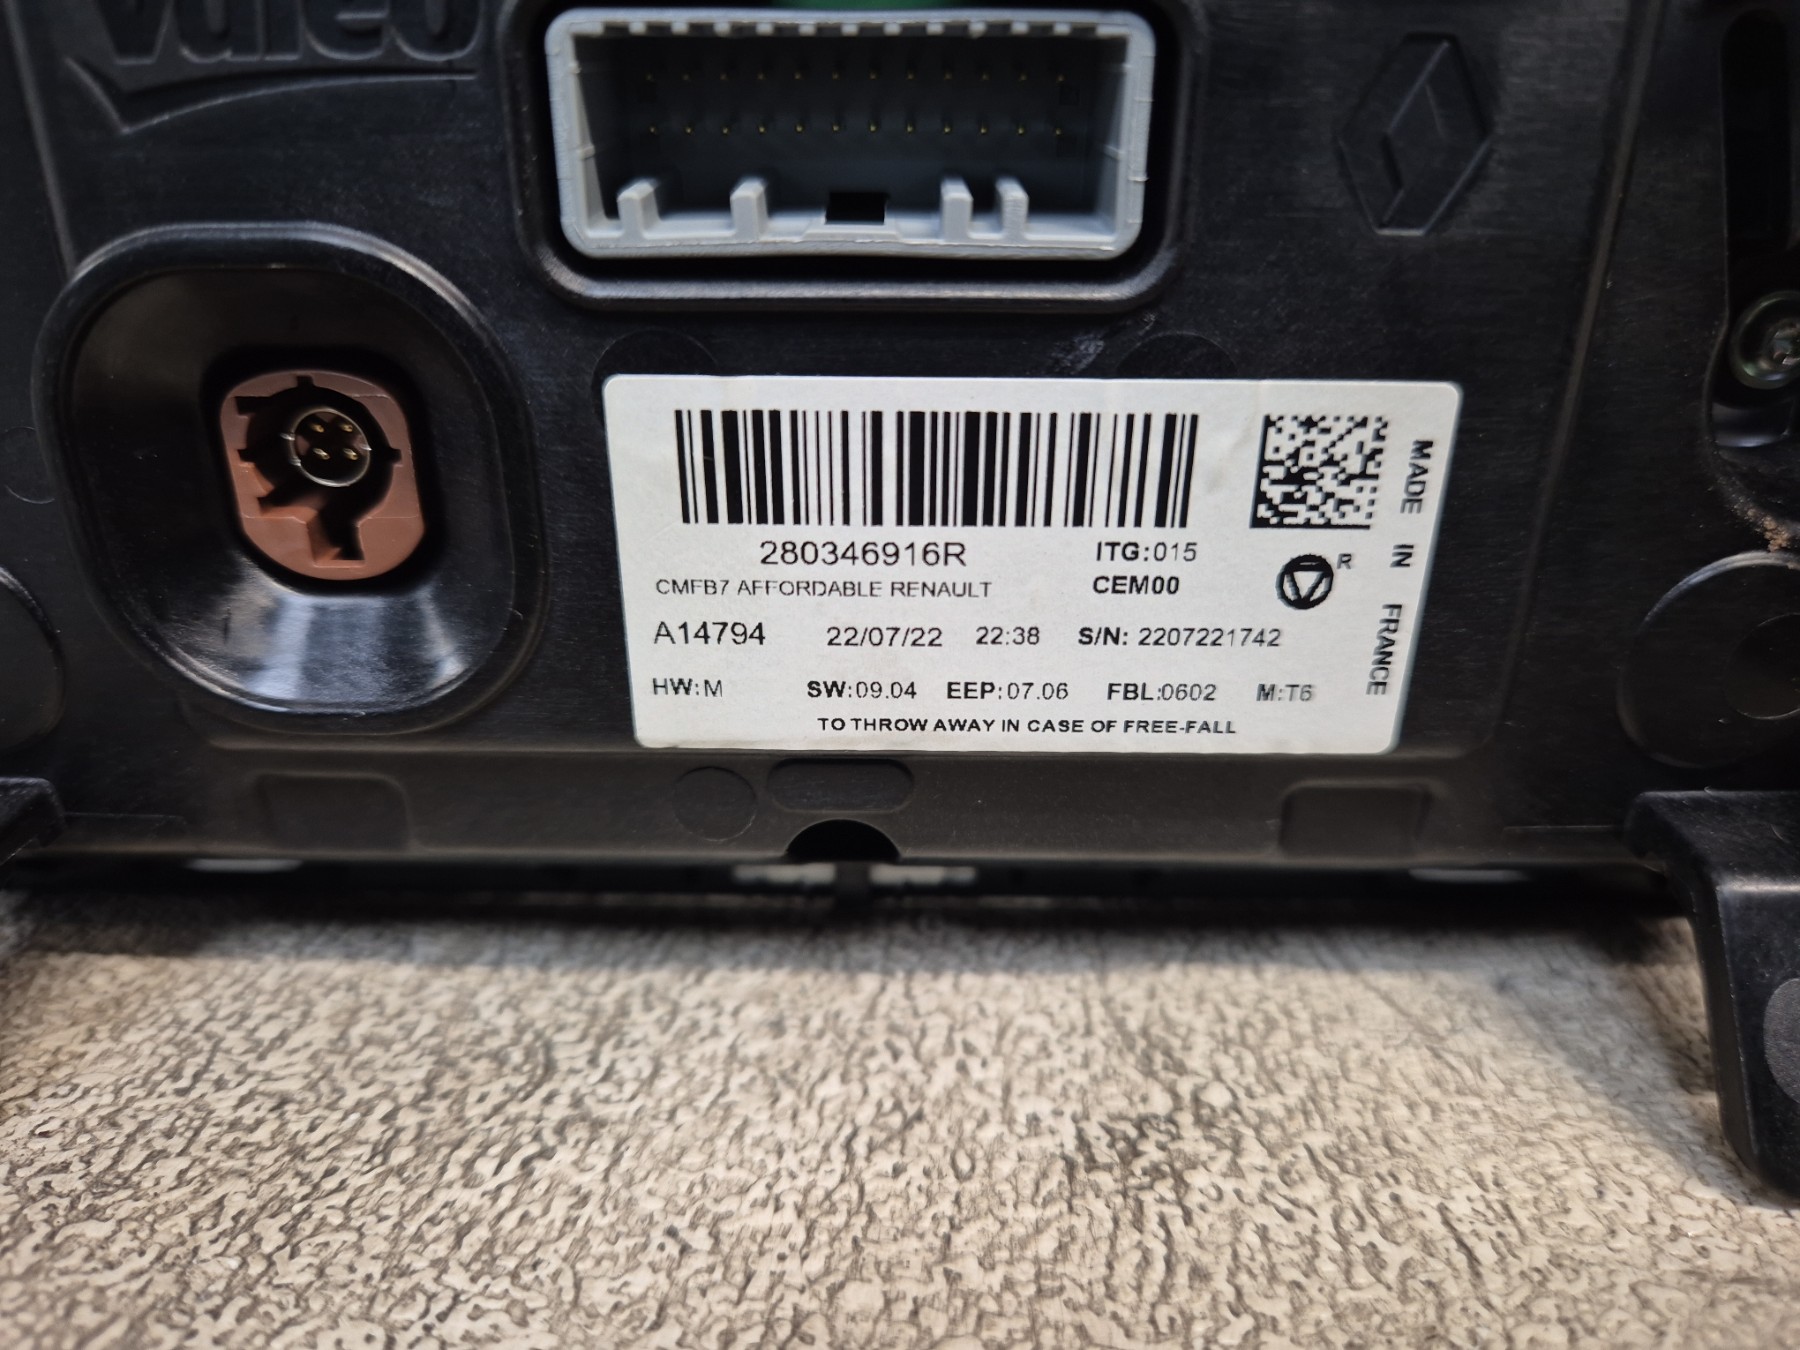 Valeo
280346916R
ITG:015
CMFB7 AFFORDABLE RENAULT
CEM00
R
A14794 22/07/22 22:38 S/N: 2207221742
HW:M SW:09.04 EEP:07.06 FBL:0602 M:T6
TO THROW AWAY IN CASE OF FREE-FALL
MADE IN FRANCE